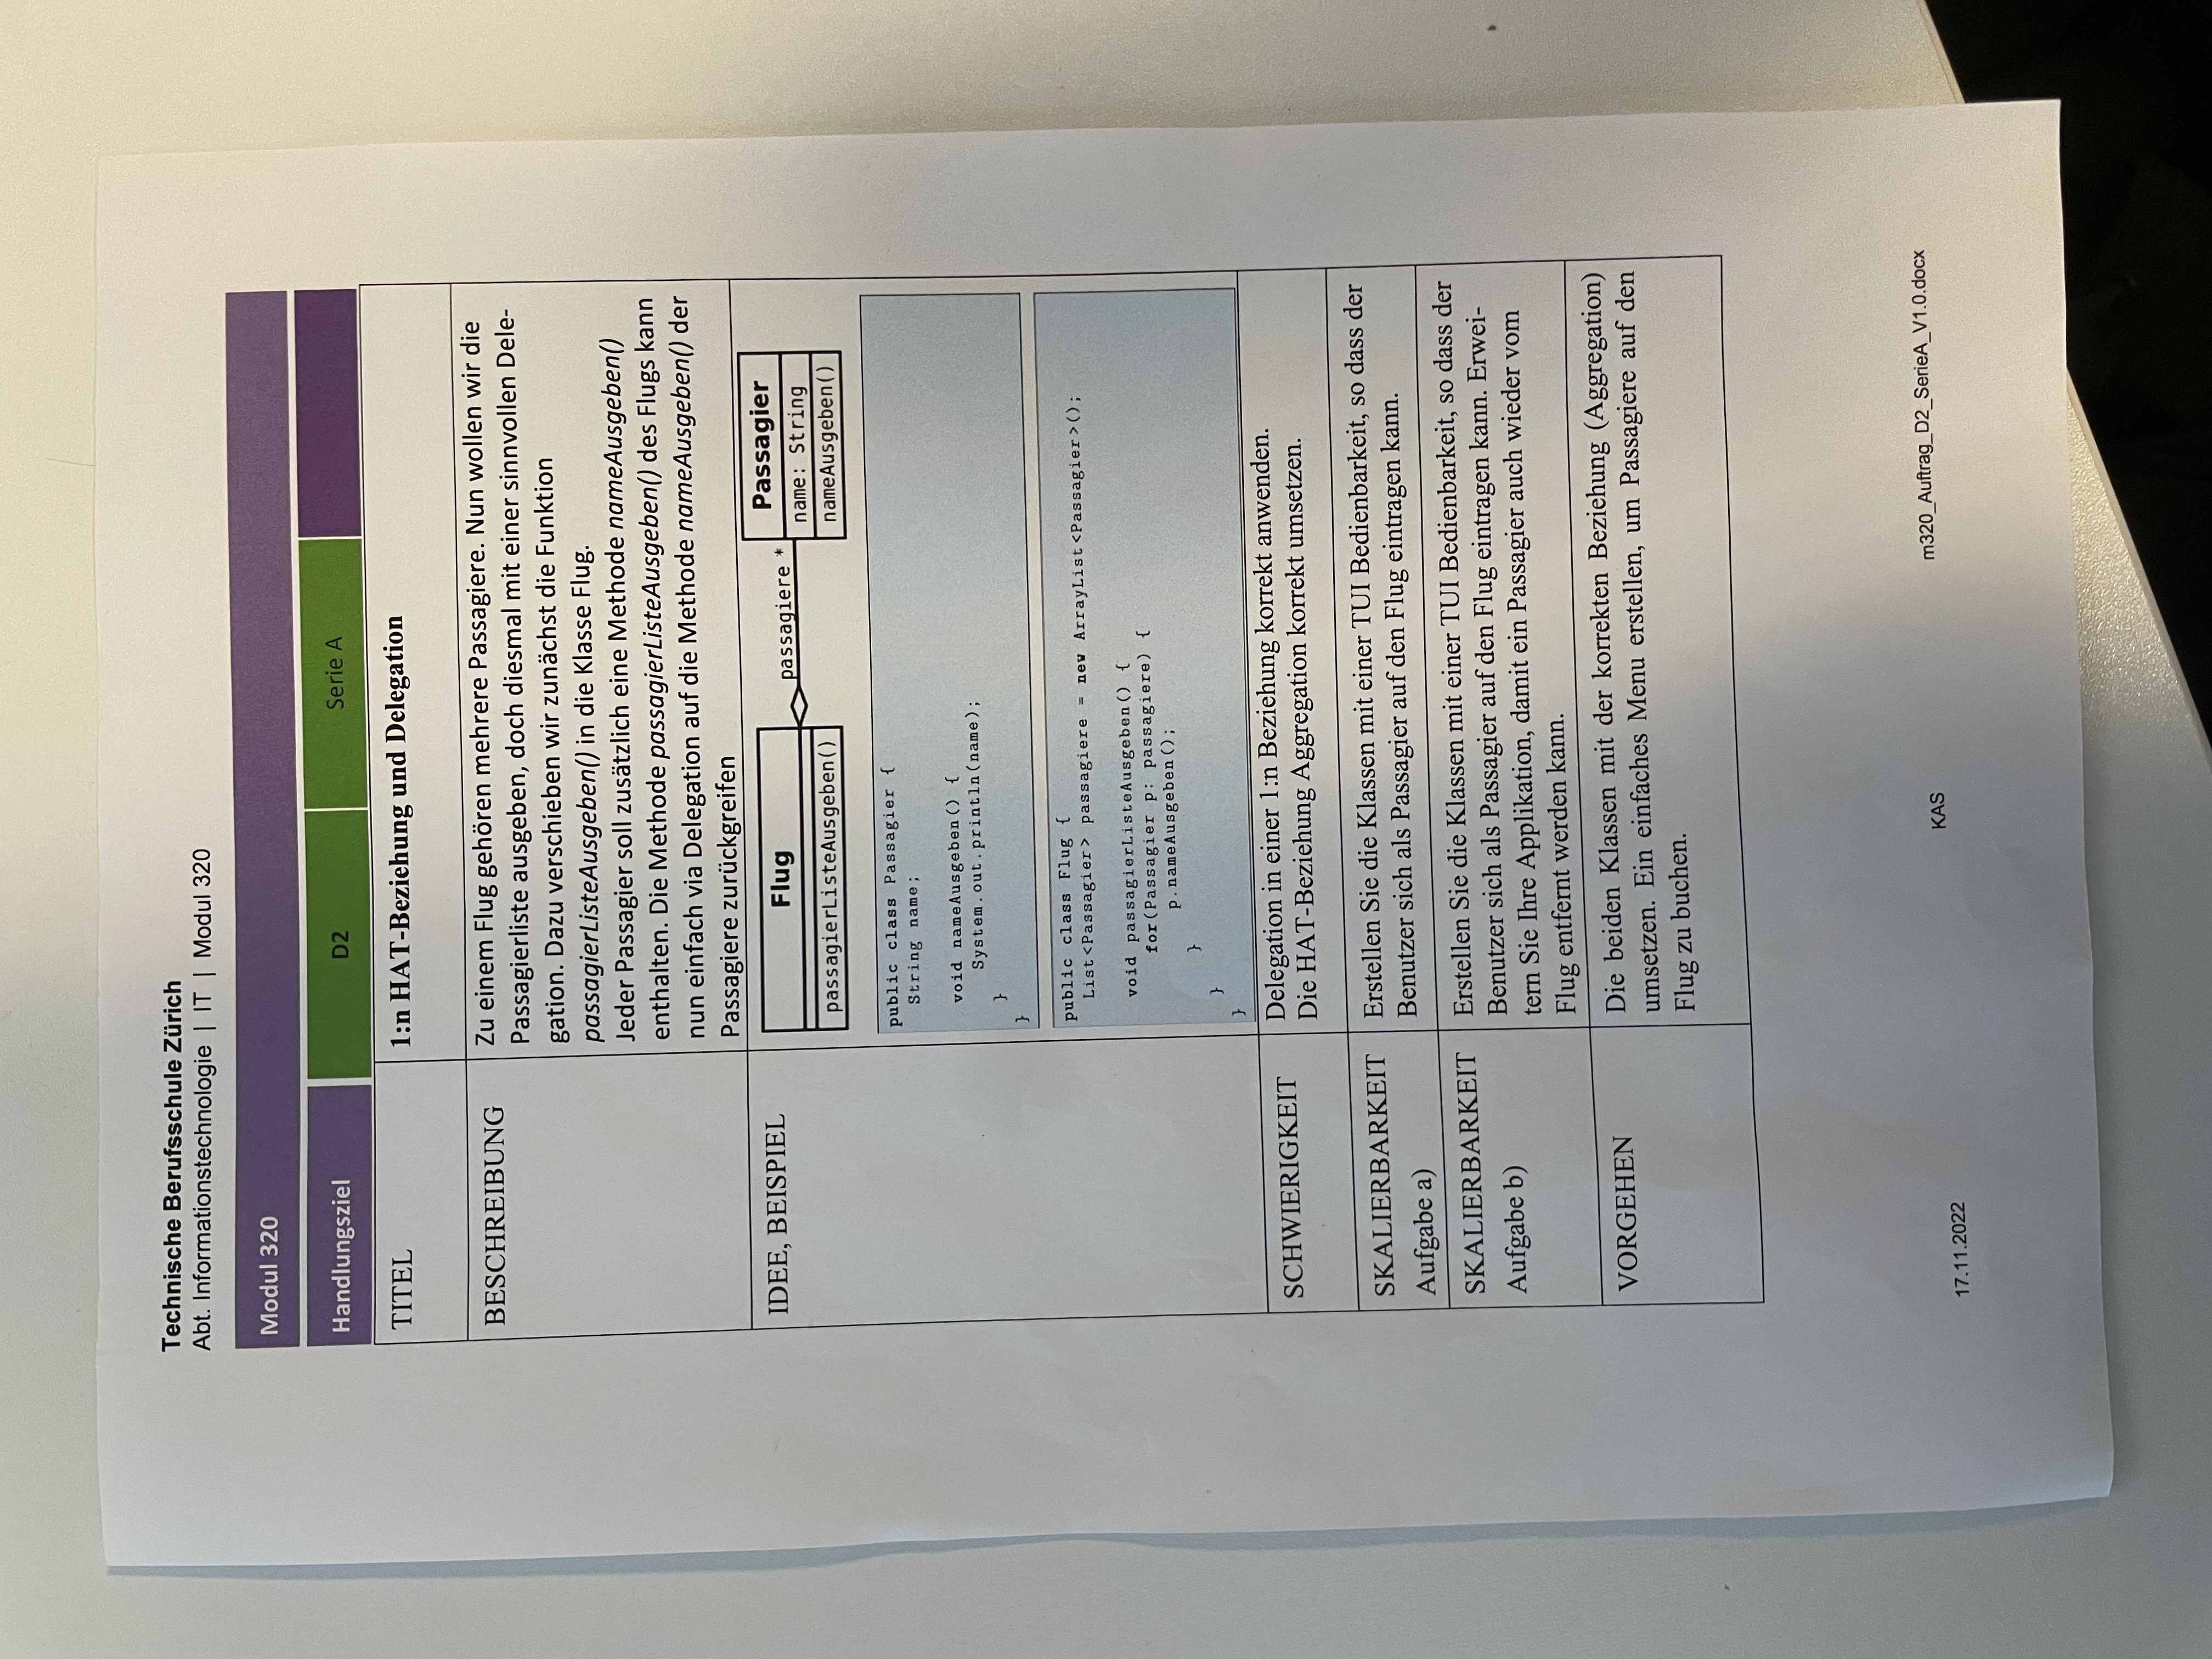 Technische Berufsschule Zürich
Abt. Informationstechnologie | IT | Modul 320
Modul 320
Handlungsziel
D2
Serie A
TITEL
1:n HAT-Beziehung und Delegation
BESCHREIBUNG
Zu einem Flug gehören mehrere Passagiere. Nun wollen wir die
Passagierliste ausgeben, doch diesmal mit einer sinnvollen Dele-
gation. Dazu verschieben wir zunächst die Funktion
passagierListeAusgeben() in die Klasse Flug.
Jeder Passagier soll zusätzlich eine Methode nameAusgeben()
enthalten. Die Methode passagierListeAusgeben() des Flugs kann
nun einfach via Delegation auf die Methode nameAusgeben() der
Passagiere zurückgreifen
IDEE, BEISPIEL
Flug
passagierListeAusgeben()
passagiere *
Passagier
name: String
nameAusgeben()
public class Passagier {
String name;
void nameAusgeben() {
System.out.println(name);
}
}
public class Flug {
List<Passagier> passagiere = new ArrayList<Passagier>();
void passagierListeAusgeben() {
for(Passagier p: passagiere) {
p.nameAusgeben();
}
}
}
SCHWIERIGKEIT
Delegation in einer 1:n Beziehung korrekt anwenden.
Die HAT-Beziehung Aggregation korrekt umsetzen.
SKALIERBARKEIT
Aufgabe a)
Erstellen Sie die Klassen mit einer TUI Bedienbarkeit, so dass der
Benutzer sich als Passagier auf den Flug eintragen kann.
SKALIERBARKEIT
Aufgabe b)
Erstellen Sie die Klassen mit einer TUI Bedienbarkeit, so dass der
Benutzer sich als Passagier auf den Flug eintragen kann. Erwei-
tern Sie Ihre Applikation, damit ein Passagier auch wieder vom
Flug entfernt werden kann.
VORGEHEN
Die beiden Klassen mit der korrekten Beziehung (Aggregation)
umsetzen. Ein einfaches Menu erstellen, um Passagiere auf den
Flug zu buchen.
17.11.2022
KAS
m320_Auftrag_D2_SerieA_V1.0.docx